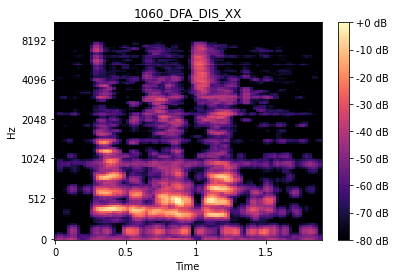 1060_DFA_DIS_XX
8192
4096
2048
1024
512
0
Hz
0
0.5
1
1.5
Time
+0 dB
-10 dB
-20 dB
-30 dB
-40 dB
-50 dB
-60 dB
-70 dB
-80 dB